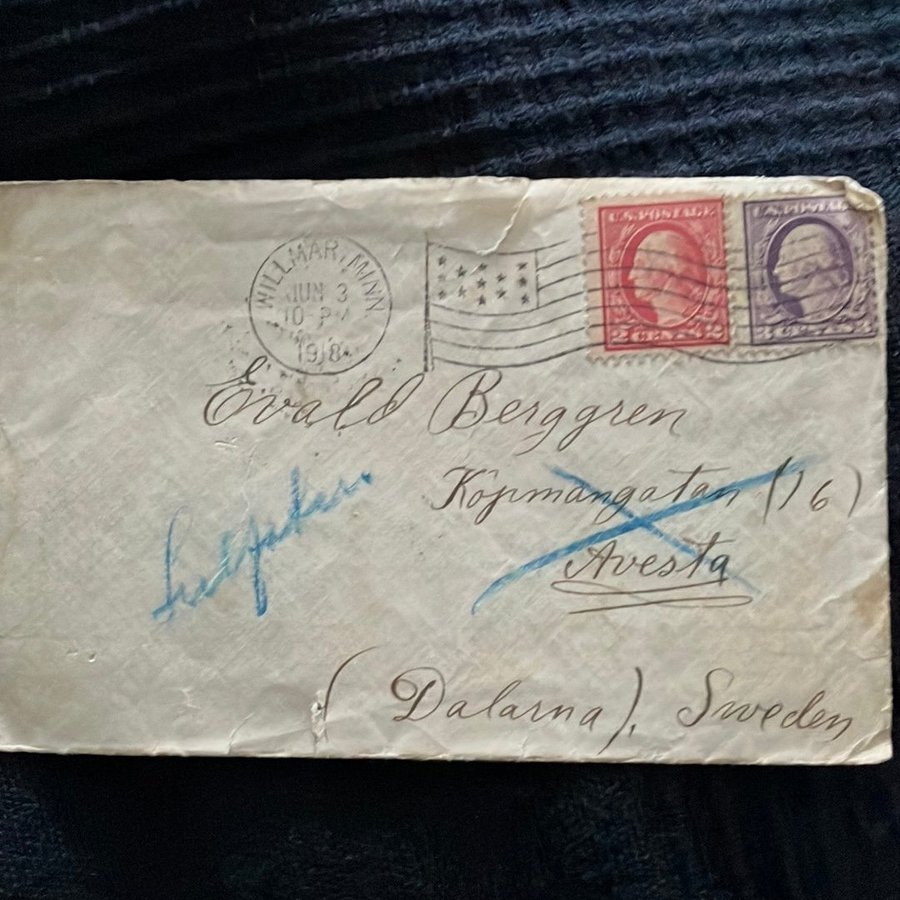 WILLMAR, MINN
JUN 3
10-PM
1918
U.S. POSTAGE
2 CENTS 2
U.S. POSTAGE
3 CENTS 3
Evald Berggren
Köpmangatan (16)
Avesta
(Dalarna), Sweden